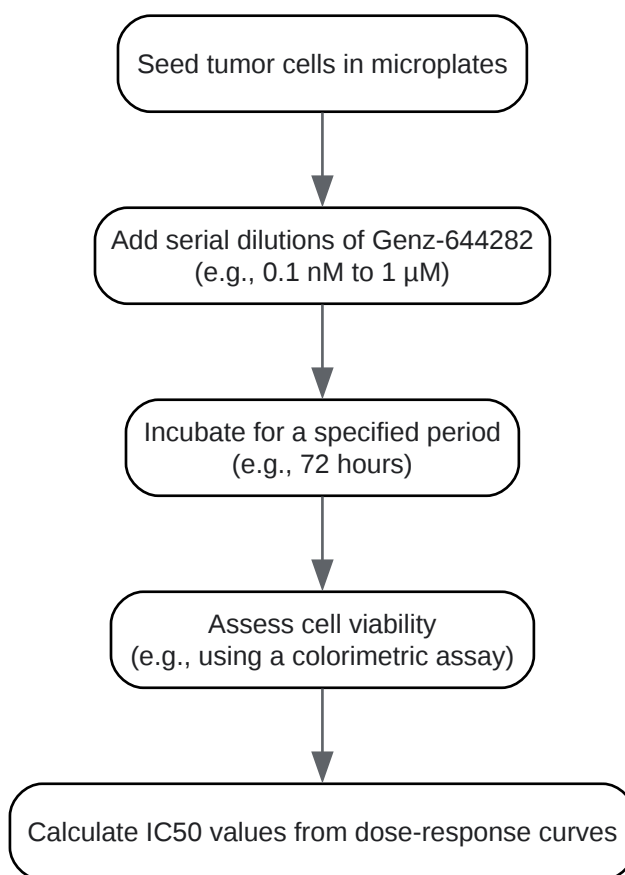 Seed tumor cells in microplates
Add serial dilutions of Genz-644282
(e.g., 0.1 nM to 1 µM)
Incubate for a specified period
(e.g., 72 hours)
Assess cell viability
(e.g., using a colorimetric assay)
Calculate IC50 values from dose-response curves